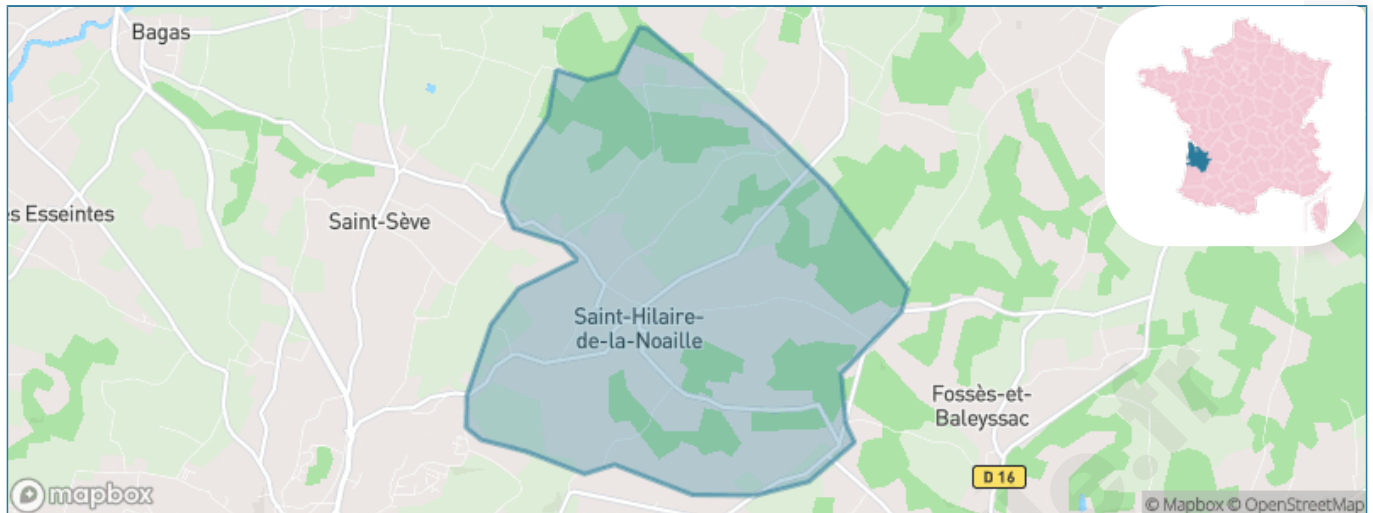 Bagas
es Esseintes
Saint-Sève
Saint-Hilaire-
de-la-Noaille
Fossès-et-
Baleyssac
D 16
mapbox
© Mapbox © OpenStreetMap